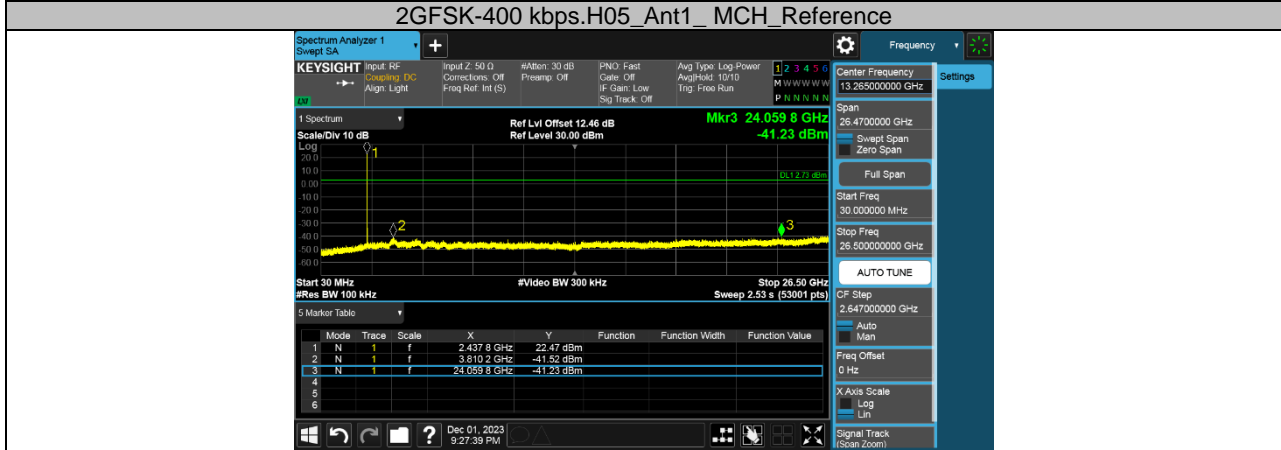 2GFSK-400 kbps.H05_Ant1_ MCH_Reference
Spectrum Analyzer 1
Swept SA
+
Frequency
KEYSIGHT
Input: RF
Coupling: DC
Align: Light
Input Z: 50 Ω
Corrections: Off
Freq Ref: Int (S)
#Atten: 30 dB
Preamp: Off
PNO: Fast
Gate: Off
IF Gain: Low
Sig Track: Off
Avg Type: Log-Power
Avg|Hold: 10/10
Trig: Free Run
1 2 3 4 5 6
M W W W W W
P N N N N N
LXI
Center Frequency
13.265000000 GHz
Settings
Span
26.4700000 GHz
Swept Span
Zero Span
Full Span
Start Freq
30.000000 MHz
Stop Freq
26.500000000 GHz
AUTO TUNE
CF Step
2.647000000 GHz
Auto
Man
Freq Offset
0 Hz
X Axis Scale
Log
Lin
Signal Track
(Span Zoom)
1 Spectrum
Scale/Div 10 dB
Ref Lvl Offset 12.46 dB
Ref Level 30.00 dBm
Mkr3 24.059 8 GHz
-41.23 dBm
Log
20.0
10.0
0.00
-10.0
-20.0
-30.0
-40.0
-50.0
-60.0
1
2
3
DL1 2.73 dBm
Start 30 MHz
#Res BW 100 kHz
#Video BW 300 kHz
Stop 26.50 GHz
Sweep 2.53 s (53001 pts)
5 Marker Table
Mode Trace Scale X Y Function Function Width Function Value
1 N 1 f 2.437 8 GHz 22.47 dBm
2 N 1 f 3.810 2 GHz -41.52 dBm
3 N 1 f 24.059 8 GHz -41.23 dBm
4
5
6
?
Dec 01, 2023
9:27:39 PM